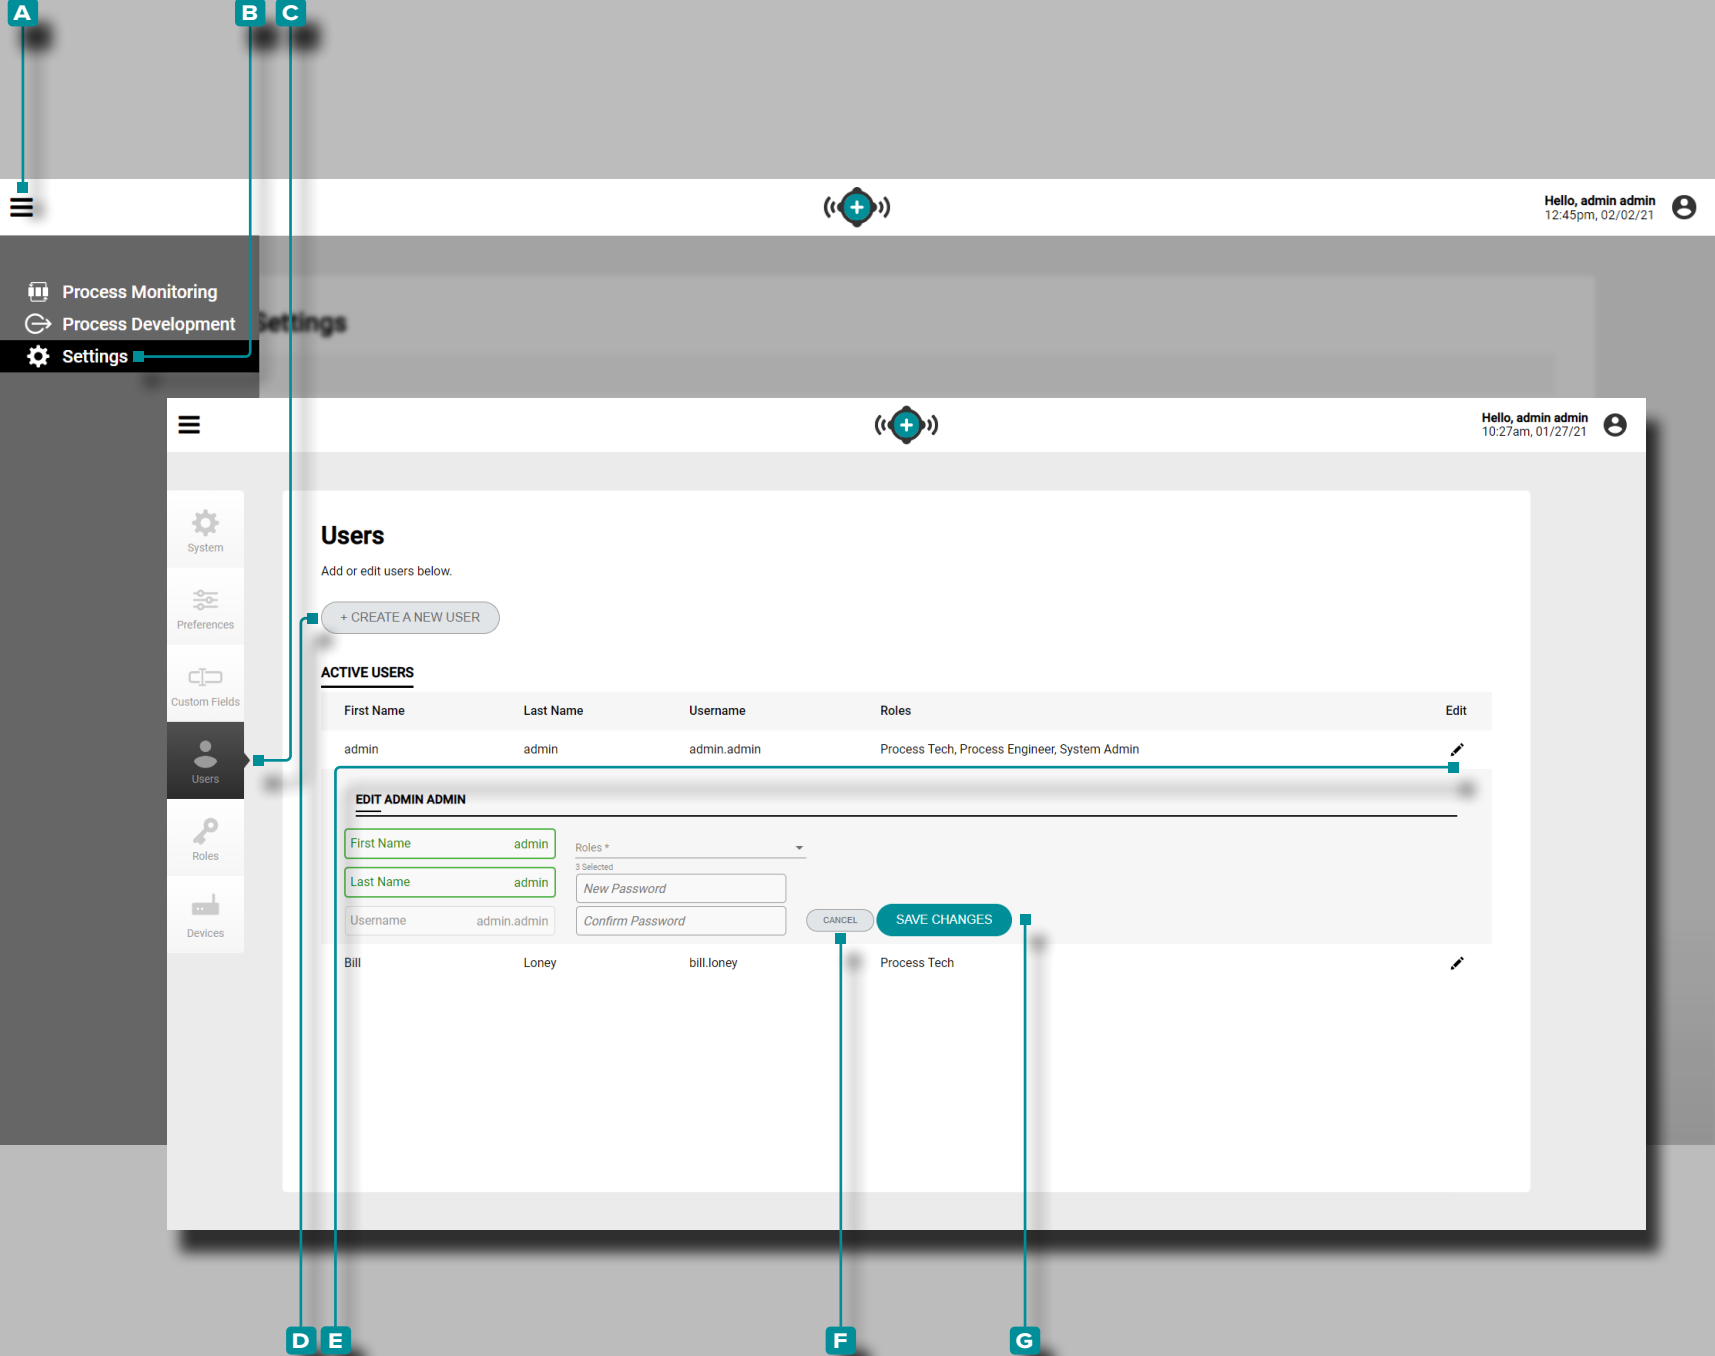 A
B
C
Hello, admin admin
12:45pm, 02/02/21
Process Monitoring
Process Development
Settings
Settings
Hello, admin admin
10:27am, 01/27/21
System
Preferences
Custom Fields
Users
Roles
Devices
Users
Add or edit users below.
+ CREATE A NEW USER
ACTIVE USERS
First Name Last Name Username Roles Edit
admin admin admin.admin Process Tech, Process Engineer, System Admin
EDIT ADMIN ADMIN
First Name admin
Roles *
3 Selected
Last Name admin
New Password
Username admin.admin
Confirm Password
CANCEL
SAVE CHANGES
Bill Loney bill.loney Process Tech
D
E
F
G